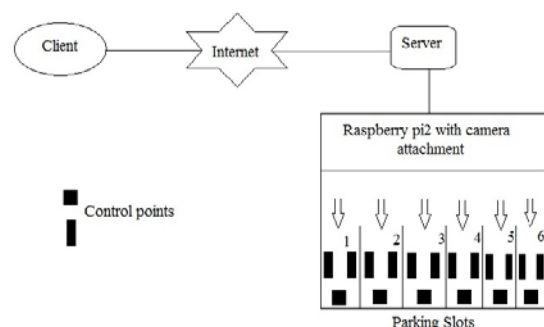 Client
Internet
Server
Raspberry pi2 with camera
attachment
Control points
1 2 3 4 5 6
Parking Slots